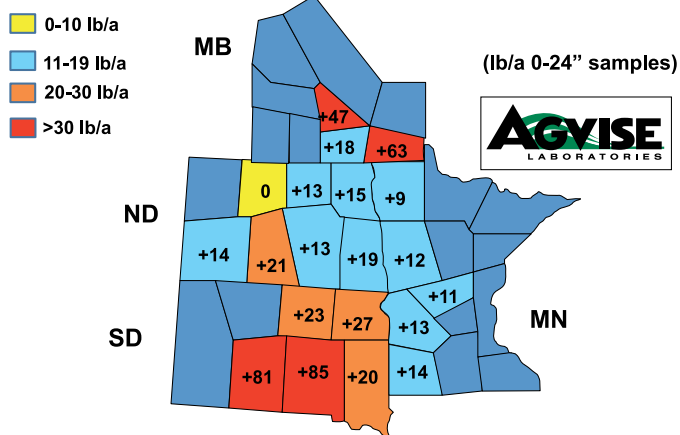 0-10 lb/a
11-19 lb/a
20-30 lb/a
>30 lb/a
MB
(lb/a 0-24” samples)
AGVISE
LABORATORIES
+47
+18
+63
ND
0
+13
+15
+9
+14
+21
+13
+19
+12
+11
SD
+23
+27
+13
MN
+81
+85
+20
+14